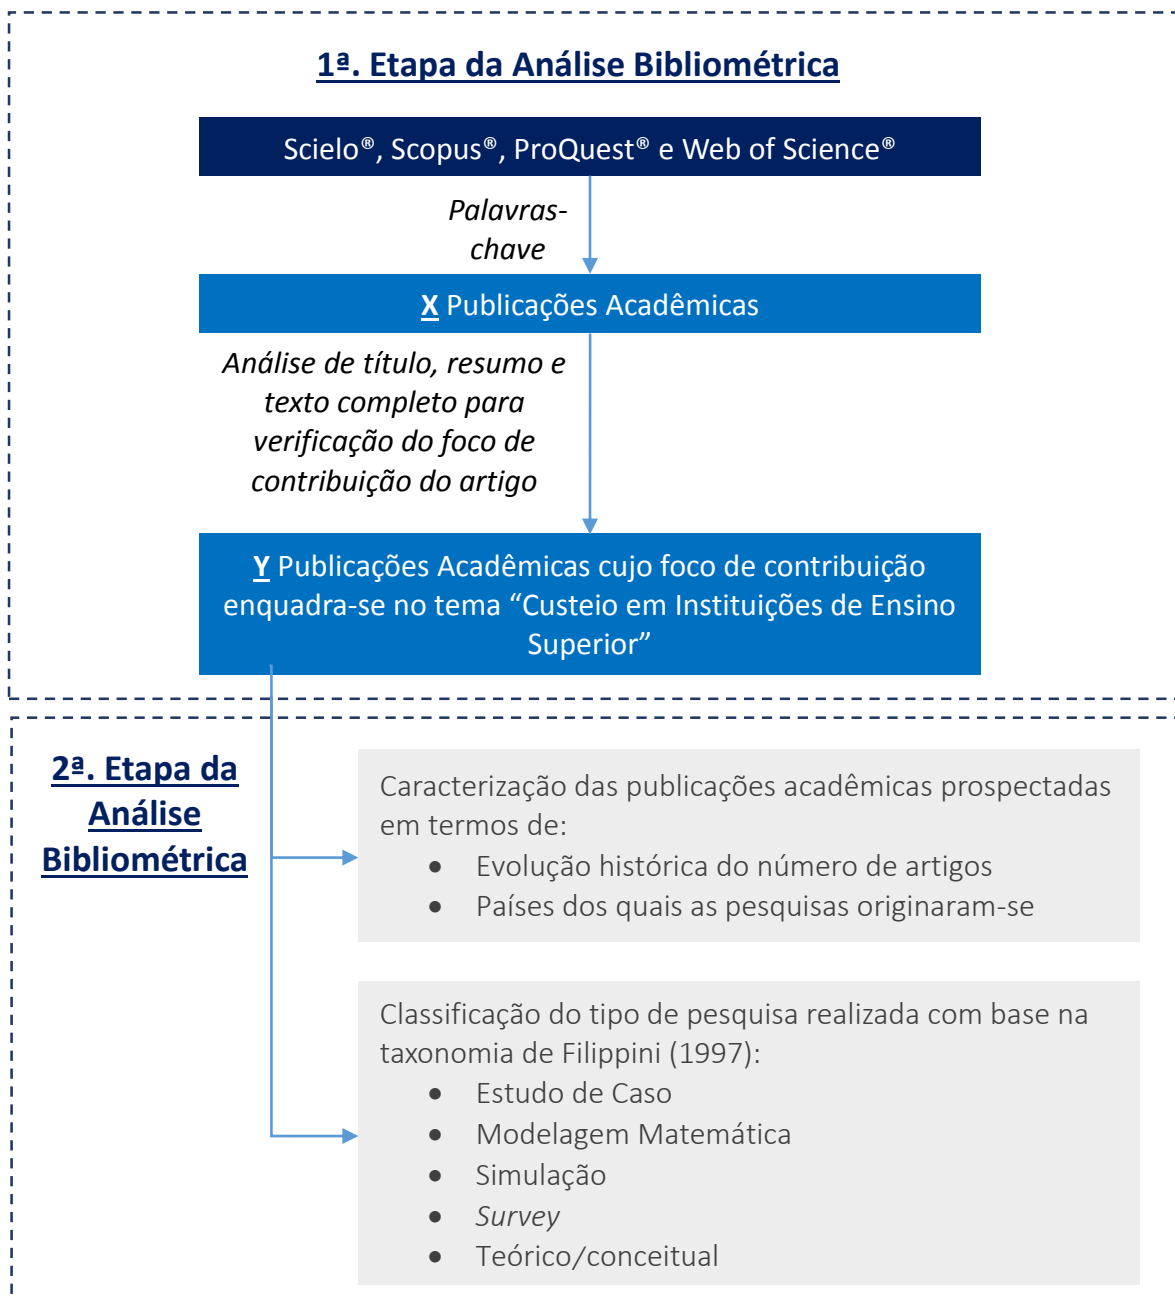 1ª. Etapa da Análise Bibliométrica
Scielo®, Scopus®, ProQuest® e Web of Science®
Palavras-
chave
X Publicações Acadêmicas
Análise de título, resumo e
texto completo para
verificação do foco de
contribuição do artigo
Y Publicações Acadêmicas cujo foco de contribuição
enquadra-se no tema “Custeio em Instituições de Ensino
Superior”
2ª. Etapa da
Análise
Bibliométrica
Caracterização das publicações acadêmicas prospectadas
em termos de:
• Evolução histórica do número de artigos
• Países dos quais as pesquisas originaram-se
Classificação do tipo de pesquisa realizada com base na
taxonomia de Filippini (1997):
• Estudo de Caso
• Modelagem Matemática
• Simulação
• Survey
• Teórico/conceitual